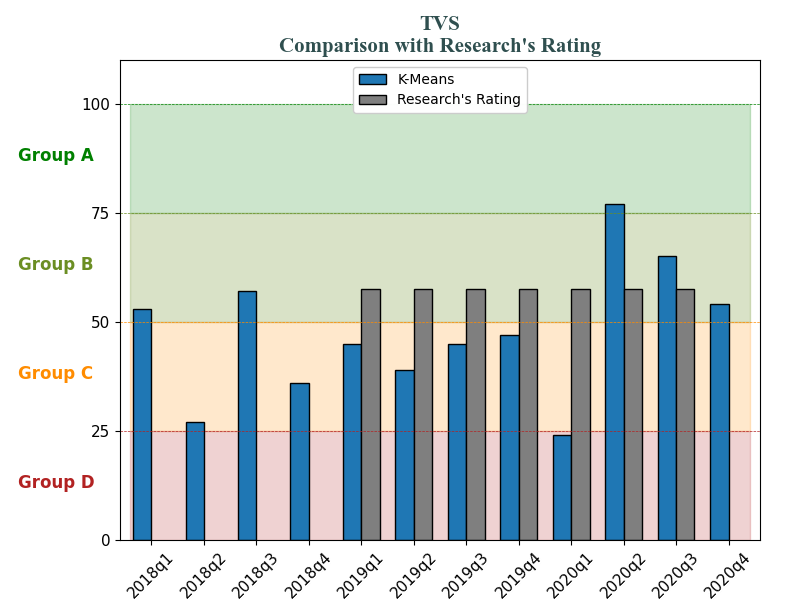 TVS
Comparison with Research's Rating
K-Means
Research's Rating
100
Group A
75
Group B
50
Group C
25
Group D
0
2018q1
2018q2
2018q3
2018q4
2019q1
2019q2
2019q3
2019q4
2020q1
2020q2
2020q3
2020q4